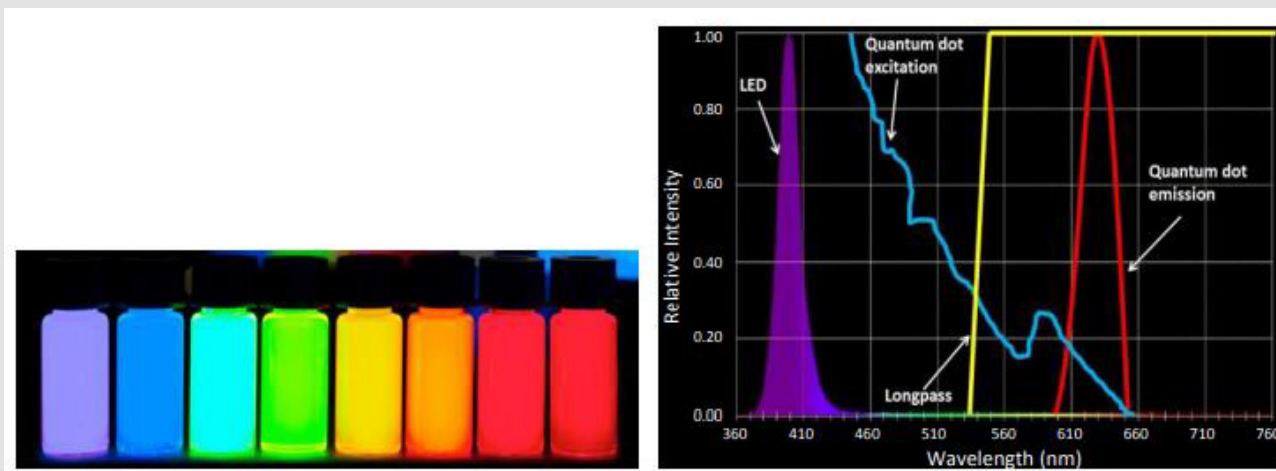 1.00
0.80
0.60
0.40
0.20
0.00
Relative Intensity
LED
Quantum dot
excitation
Quantum dot
emission
Longpass
360 410 460 510 560 610 660 710 760
Wavelength (nm)